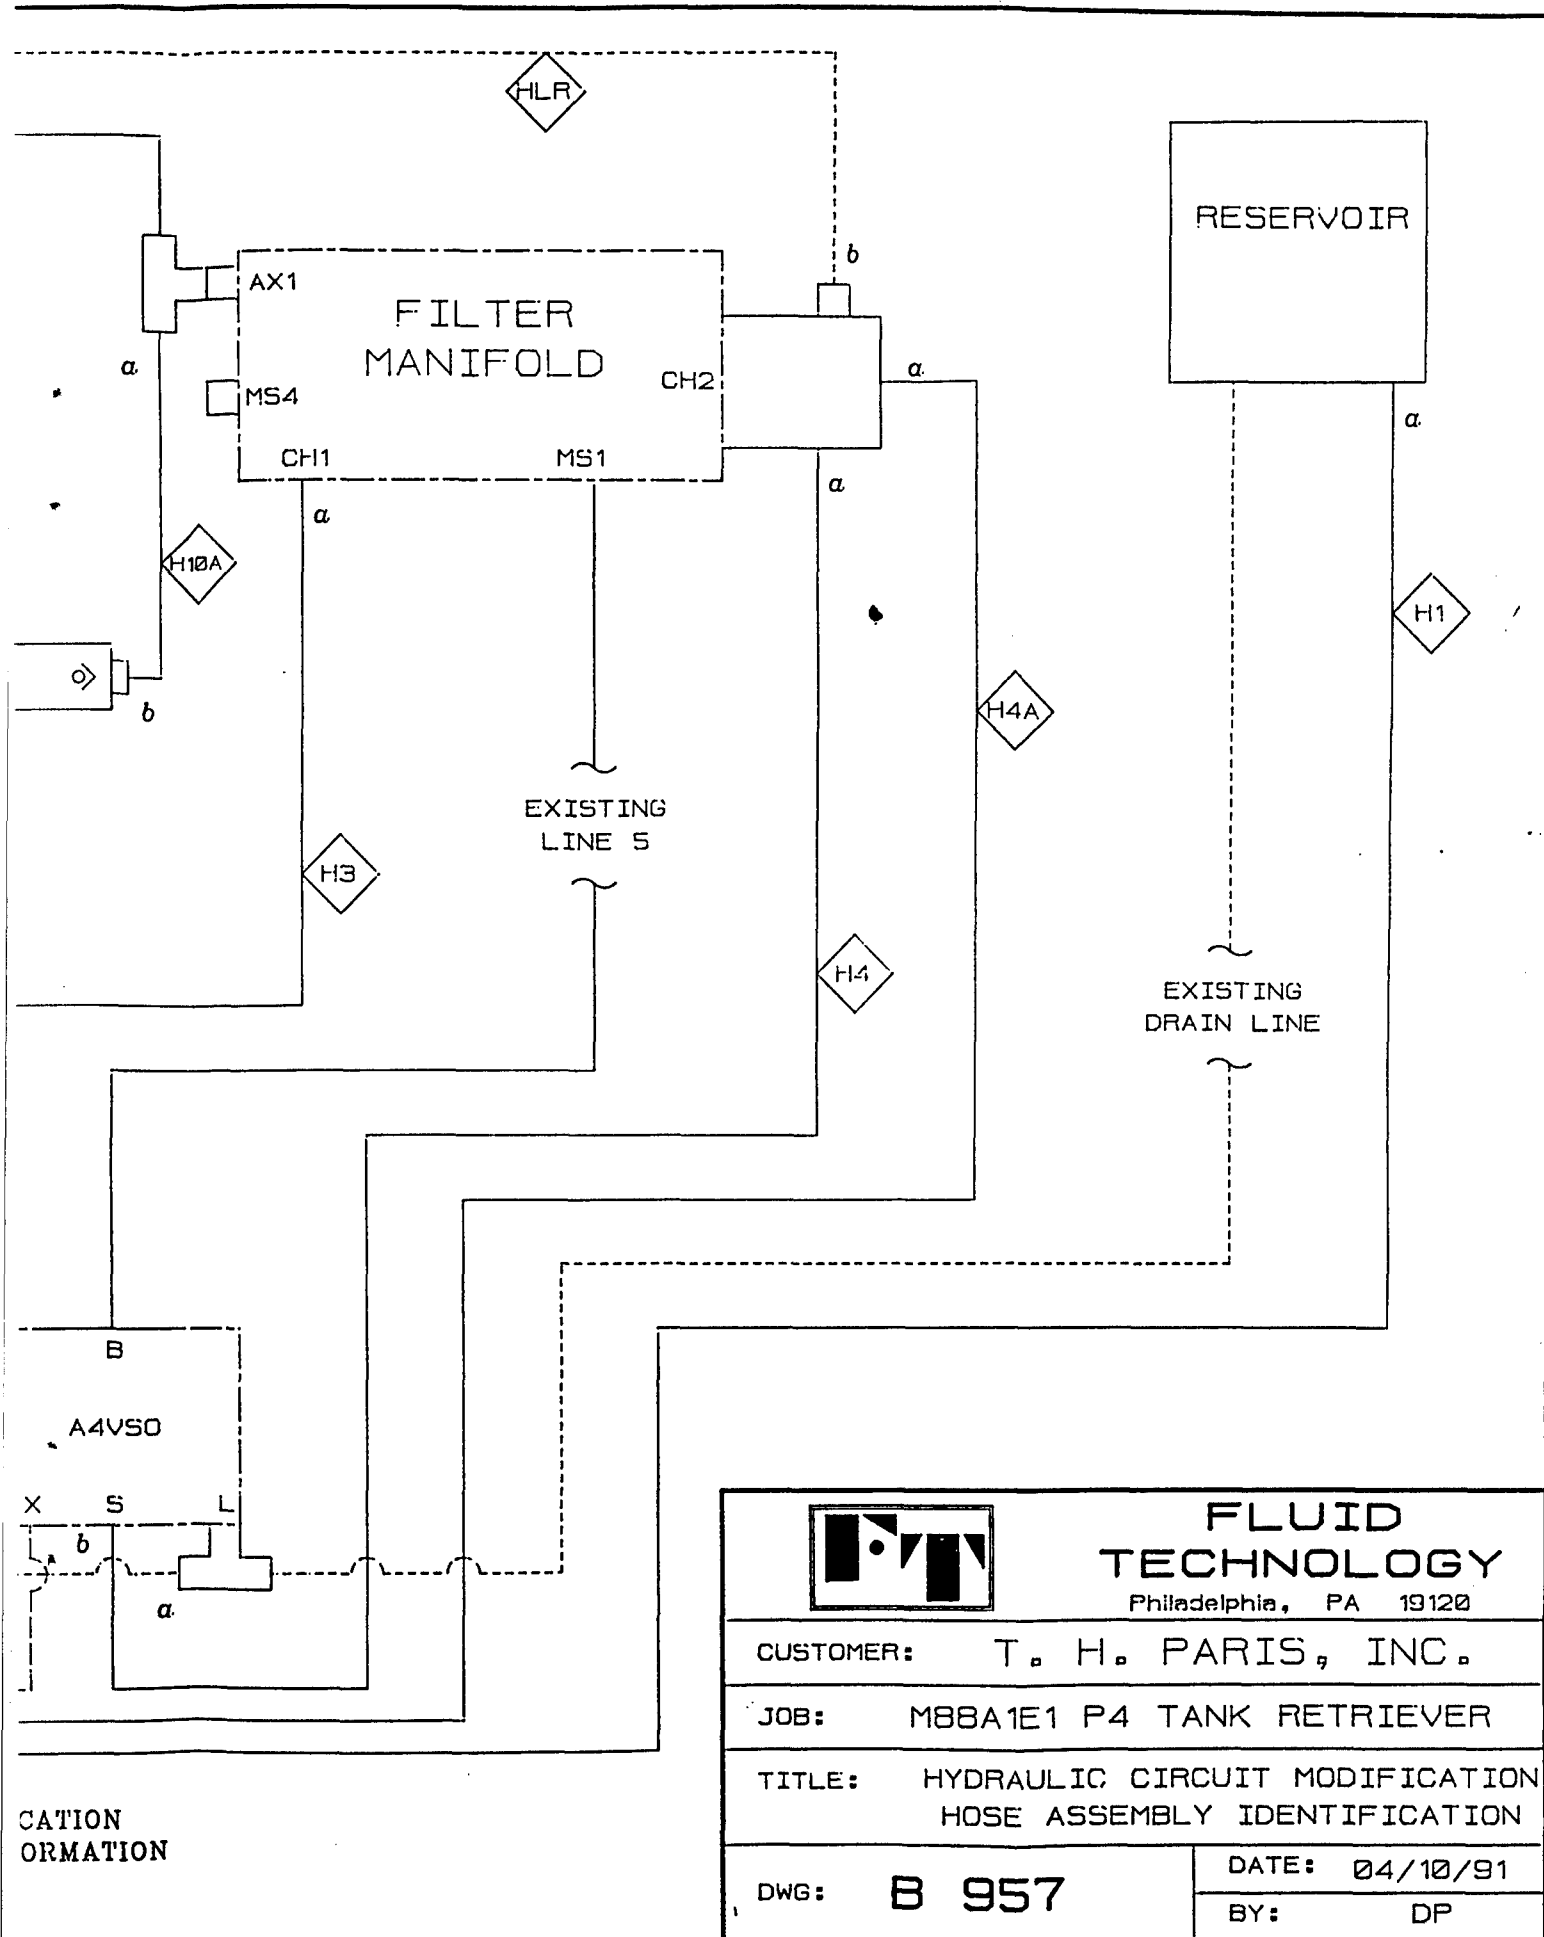 HLR
RESERVOIR
b
AX1
FILTER
MANIFOLD
a
a
CH2
MS4
a
CH1
MS1
a
a
H10A
H1
b
H4A
EXISTING
LINE 5
H3
H4
EXISTING
DRAIN LINE
B
A4VSO
X
S
L
b
a
FLUID
TECHNOLOGY
Philadelphia, PA 19120
CUSTOMER: T. H. PARIS, INC.
JOB: M88A1E1 P4 TANK RETRIEVER
TITLE: HYDRAULIC CIRCUIT MODIFICATION
HOSE ASSEMBLY IDENTIFICATION
CATION
ORMATION
DWG: B 957
DATE: 04/10/91
BY: DP